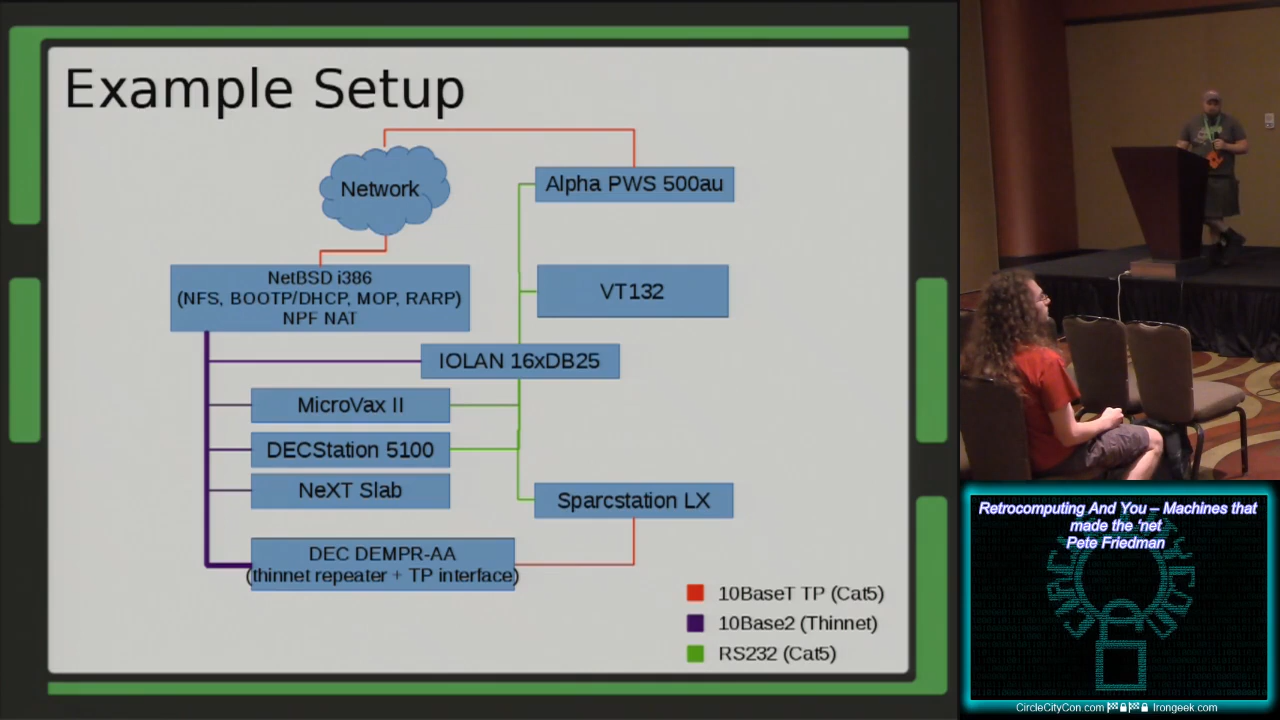 Example Setup
Network
Alpha PWS 500au
NetBSD i386
(NFS, BOOTP/DHCP, MOP, RARP)
NPF NAT
VT132
IOLAN 16xDB25
MicroVax II
DECStation 5100
NeXT Slab
Sparcstation LX
DEC DEMPR-AA
(thinnet repeater + TP interface)
10BaseT TP (Cat5)
10Base2 (Thinnet)
RS232 (Cat5)
Retrocomputing And You – Machines that
made the 'net
Pete Friedman
CircleCityCon.com Irongeek.com